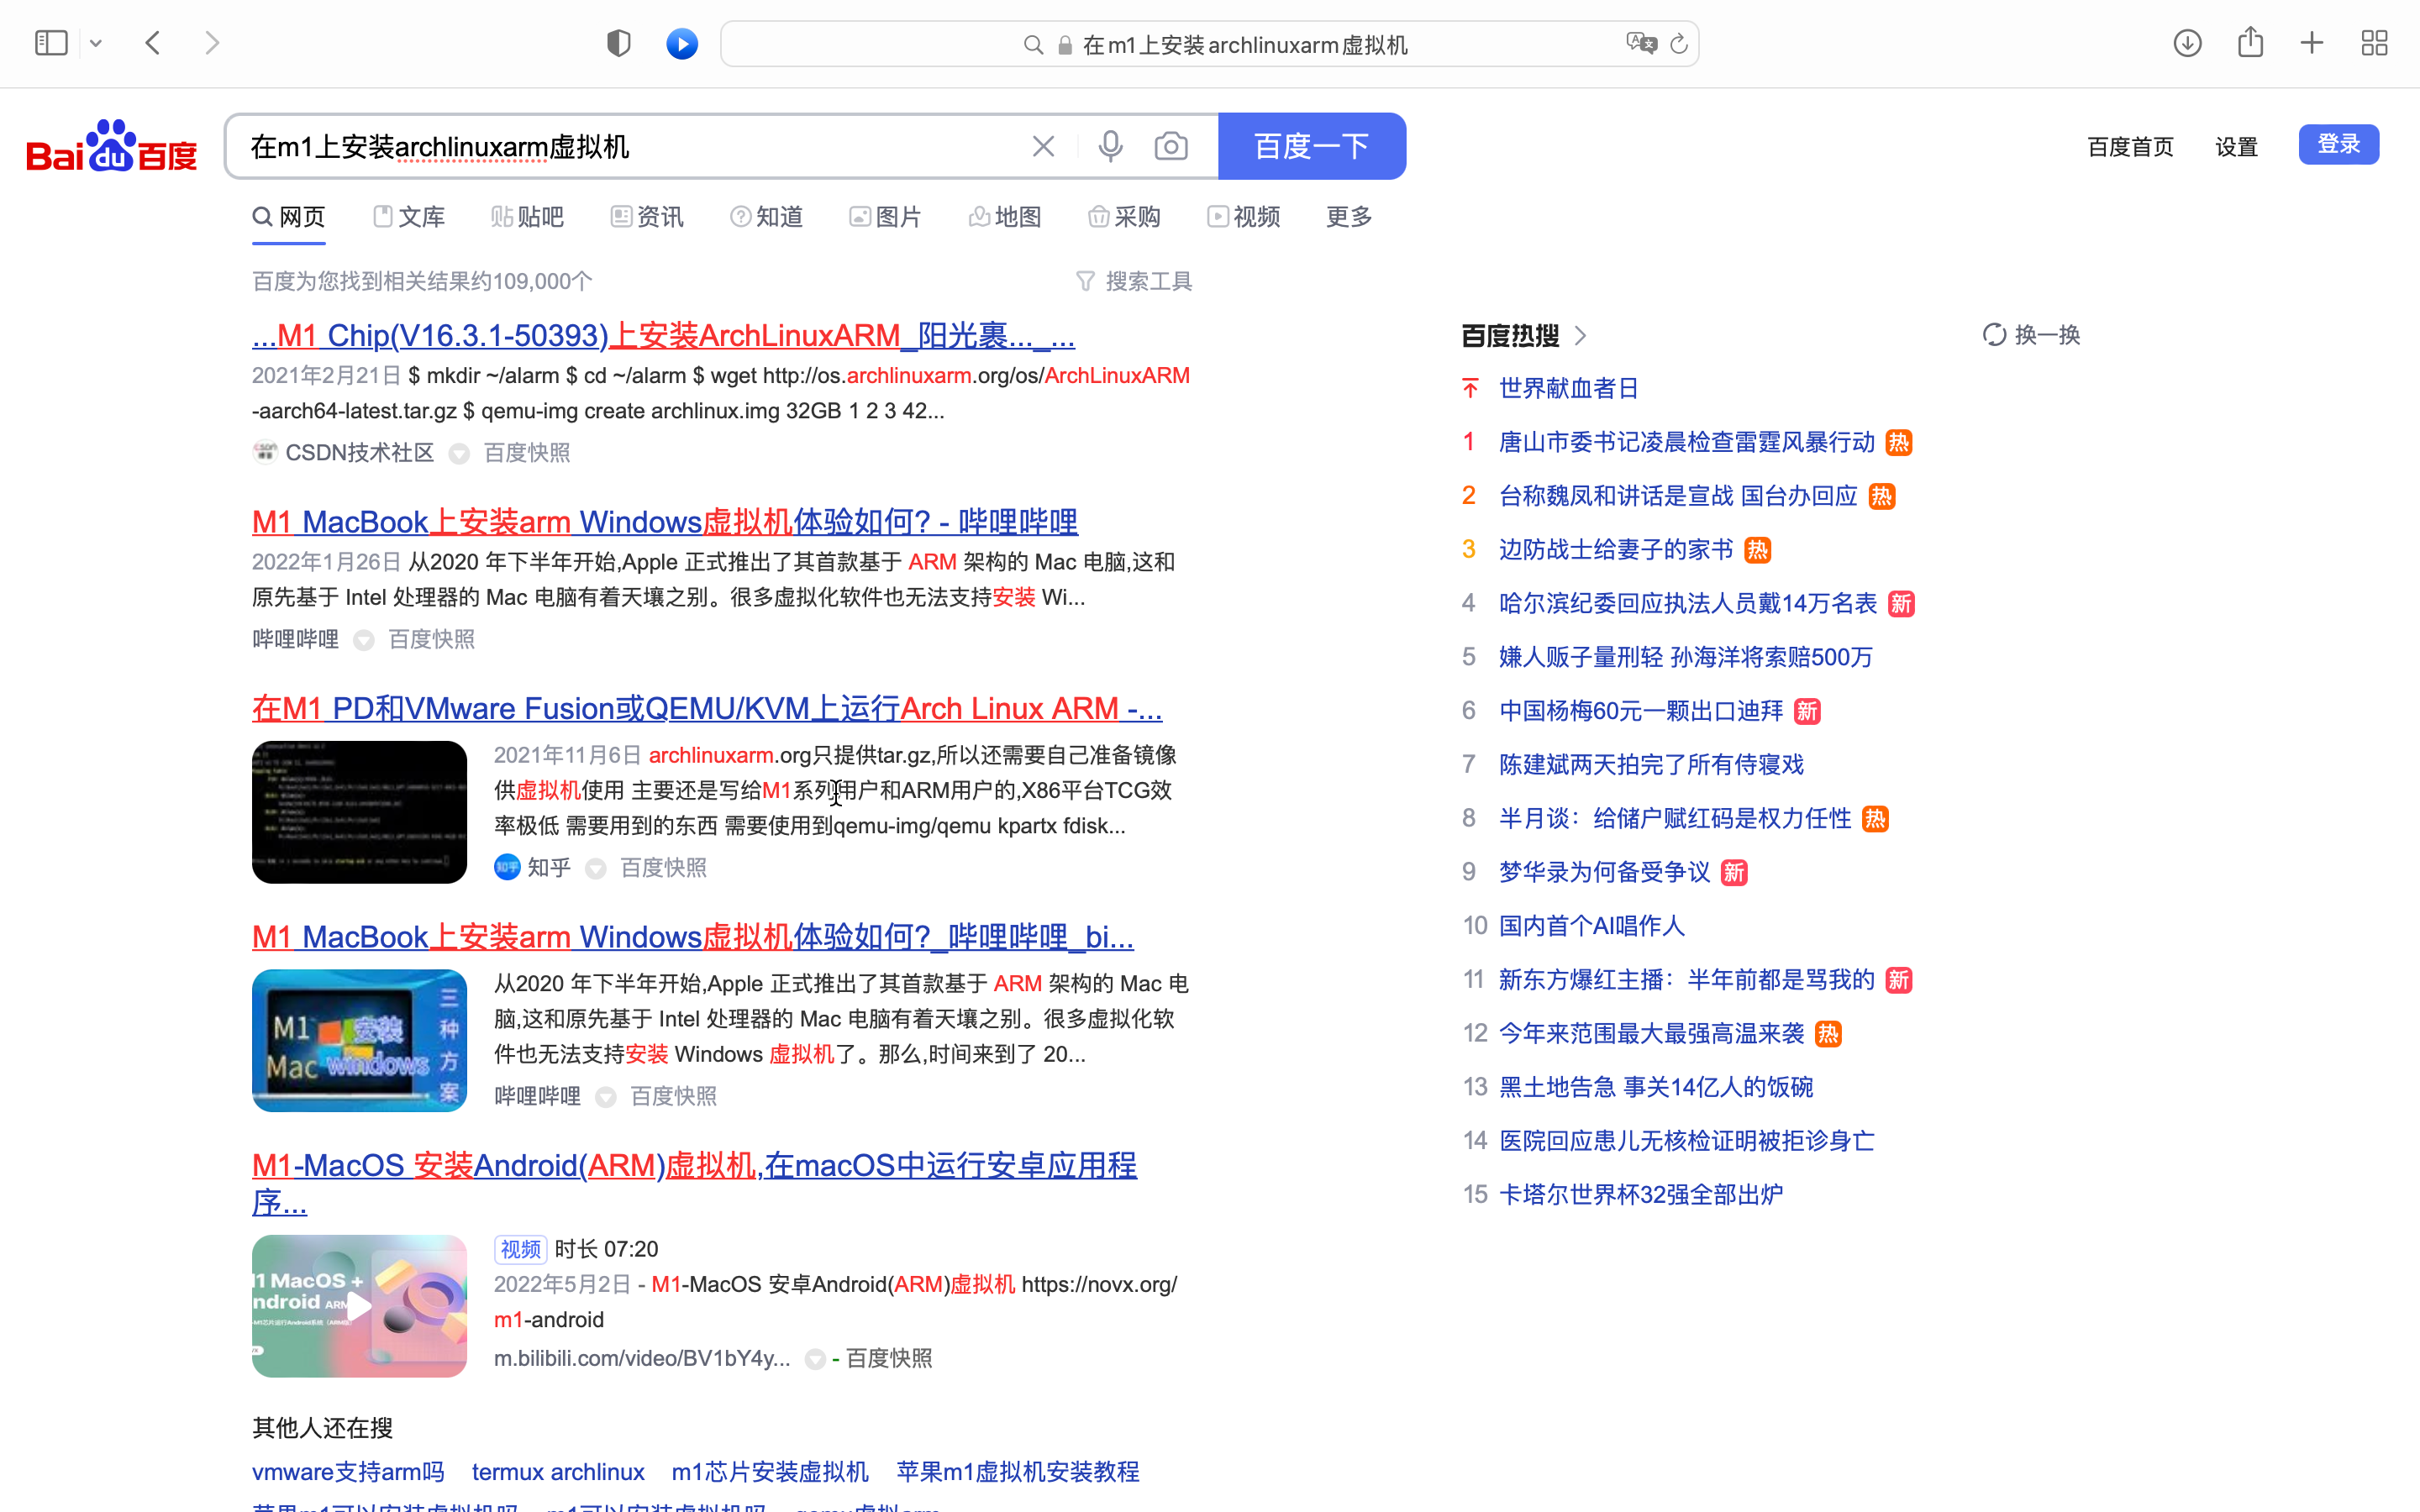 在m1上安装archlinuxarm虚拟机
Baidu百度
在m1上安装archlinuxarm虚拟机
百度一下
百度首页 设置 登录
网页 文库 贴吧 资讯 知道 图片 地图 采购 视频 更多
百度为您找到相关结果约109,000个
搜索工具
...M1 Chip(V16.3.1-50393)上安装ArchLinuxARM_阳光裹..._...
2021年2月21日 $ mkdir ~/alarm $ cd ~/alarm $ wget http://os.archlinuxarm.org/os/ArchLinuxARM
-aarch64-latest.tar.gz $ qemu-img create archlinux.img 32GB 1 2 3 42...
CSDN技术社区 百度快照
M1 MacBook上安装arm Windows虚拟机体验如何? - 哔哩哔哩
2022年1月26日 从2020 年下半年开始,Apple 正式推出了其首款基于 ARM 架构的 Mac 电脑,这和
原先基于 Intel 处理器的 Mac 电脑有着天壤之别。很多虚拟化软件也无法支持安装 Wi...
哔哩哔哩 百度快照
在M1 PD和VMware Fusion或QEMU/KVM上运行Arch Linux ARM -...
2021年11月6日 archlinuxarm.org只提供tar.gz,所以还需要自己准备镜像
供虚拟机使用 主要还是写给M1系列用户和ARM用户的,X86平台TCG效
率极低 需要用到的东西 需要使用到qemu-img/qemu kpartx fdisk...
知乎 知乎 百度快照
M1 MacBook上安装arm Windows虚拟机体验如何?_哔哩哔哩_bi...
M1 安装
Mac windows
三种方案
从2020 年下半年开始,Apple 正式推出了其首款基于 ARM 架构的 Mac 电
脑,这和原先基于 Intel 处理器的 Mac 电脑有着天壤之别。很多虚拟化软
件也无法支持安装 Windows 虚拟机了。那么,时间来到了 20...
哔哩哔哩 百度快照
M1-MacOS 安装Android(ARM)虚拟机,在macOS中运行安卓应用程
序...
1 MacOS +
ndroid ARM
视频 时长 07:20
2022年5月2日 - M1-MacOS 安卓Android(ARM)虚拟机 https://novx.org/
m1-android
m.bilibili.com/video/BV1bY4y... - 百度快照
其他人还在搜
vmware支持arm吗 termux archlinux m1芯片安装虚拟机 苹果m1虚拟机安装教程
苹果m1可以安装虚拟机吗 m1可以安装虚拟机吗 qemu虚拟arm
百度热搜
换一换
世界献血者日
1 唐山市委书记凌晨检查雷霆风暴行动 热
2 台称魏凤和讲话是宣战 国台办回应 热
3 边防战士给妻子的家书 热
4 哈尔滨纪委回应执法人员戴14万名表 新
5 嫌人贩子量刑轻 孙海洋将索赔500万
6 中国杨梅60元一颗出口迪拜 新
7 陈建斌两天拍完了所有侍寝戏
8 半月谈：给储户赋红码是权力任性 热
9 梦华录为何备受争议 新
10 国内首个AI唱作人
11 新东方爆红主播：半年前都是骂我的 新
12 今年来范围最大最强高温来袭 热
13 黑土地告急 事关14亿人的饭碗
14 医院回应患儿无核检证明被拒诊身亡
15 卡塔尔世界杯32强全部出炉